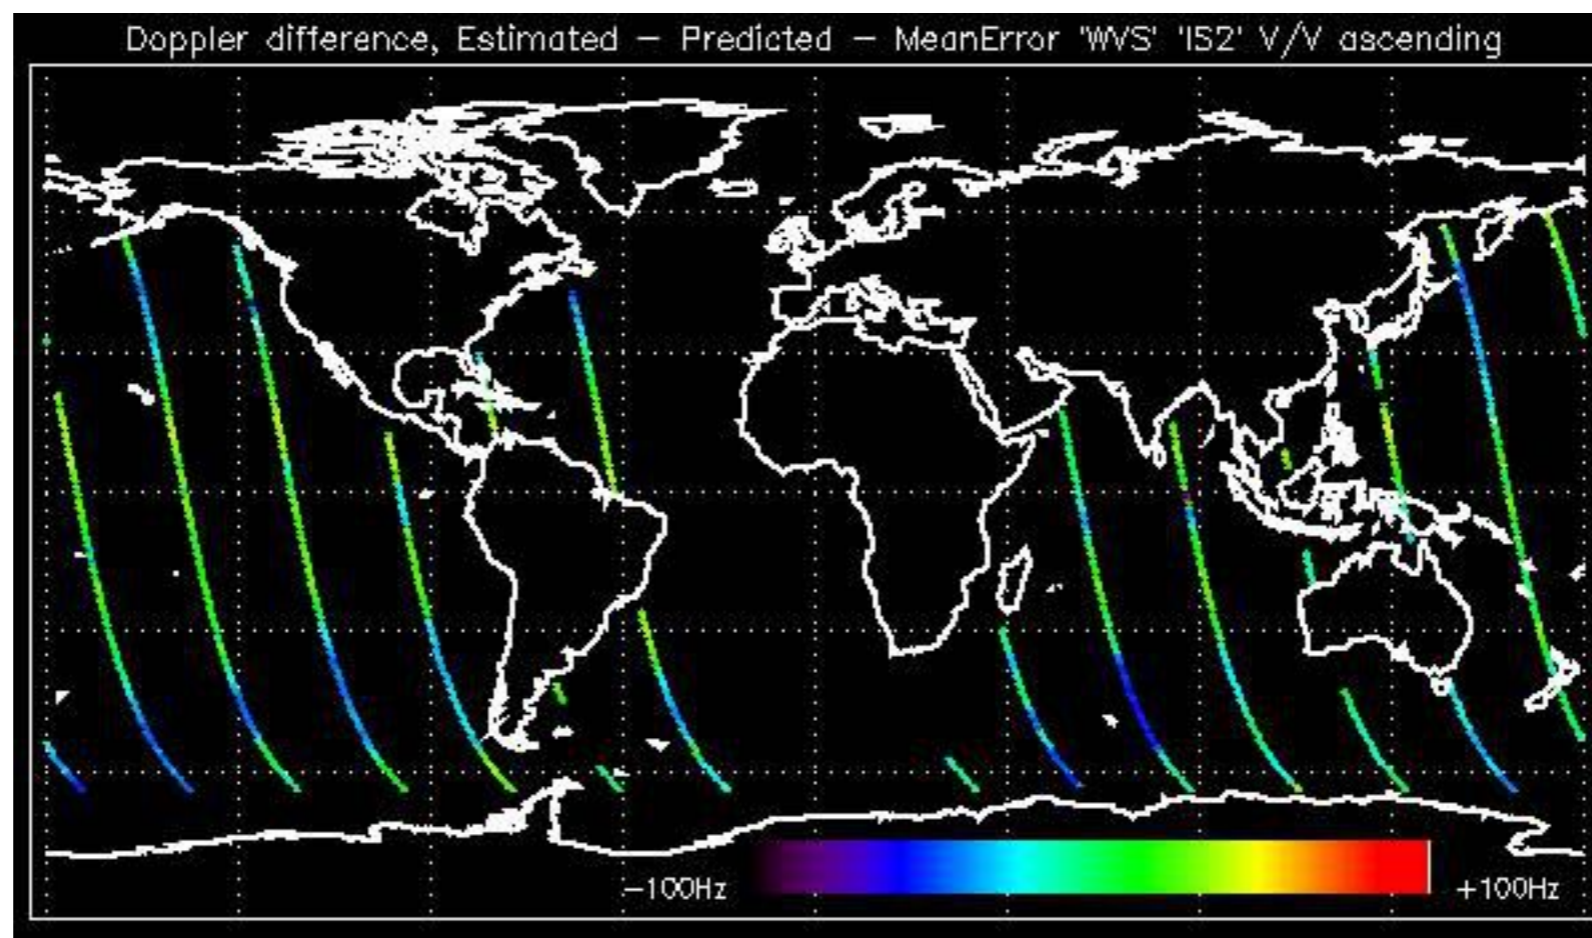 Doppler difference, Estimated – Predicted – MeanError 'WVS' 'IS2' V/V ascending
–100Hz
+100Hz